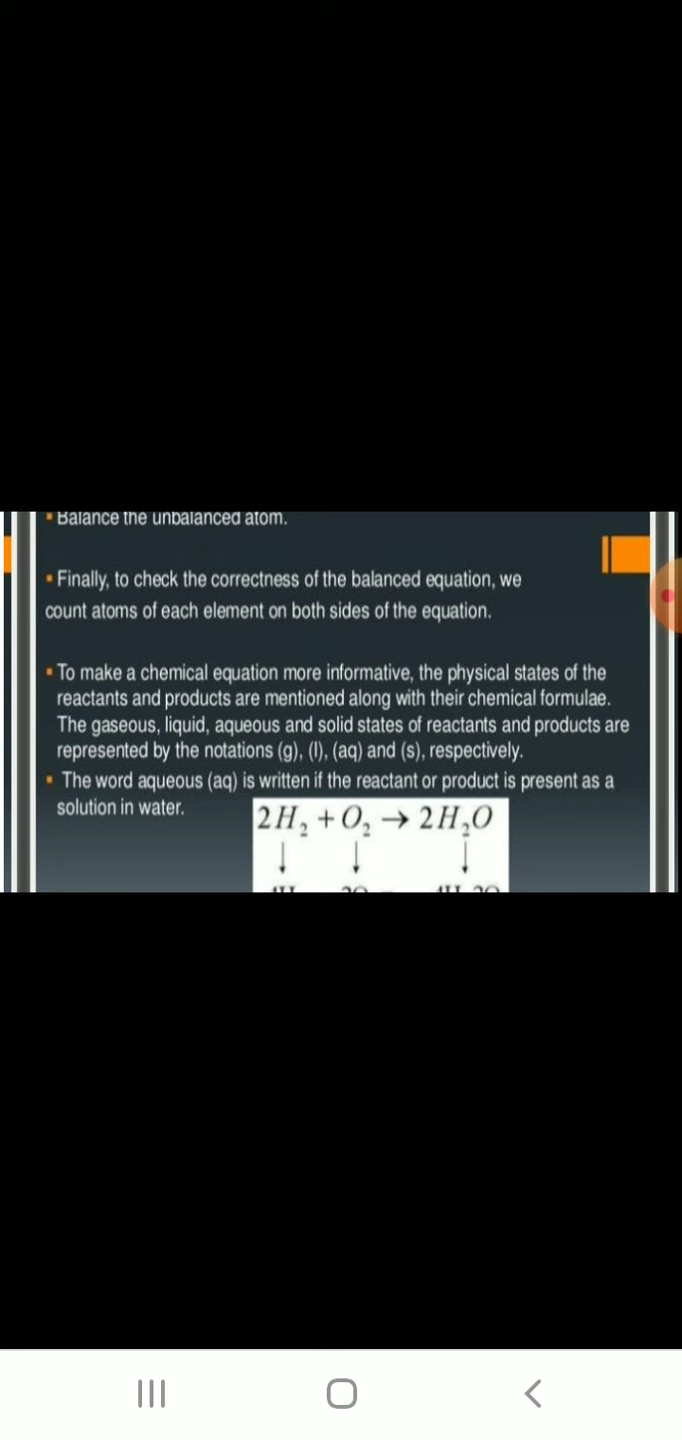 ▪ Balance the unbalanced atom.
▪ Finally, to check the correctness of the balanced equation, we
count atoms of each element on both sides of the equation.
▪ To make a chemical equation more informative, the physical states of the
reactants and products are mentioned along with their chemical formulae.
The gaseous, liquid, aqueous and solid states of reactants and products are
represented by the notations (g), (l), (aq) and (s), respectively.
▪ The word aqueous (aq) is written if the reactant or product is present as a
solution in water.
2H₂ + O₂ → 2H₂O
↓ ↓ ↓